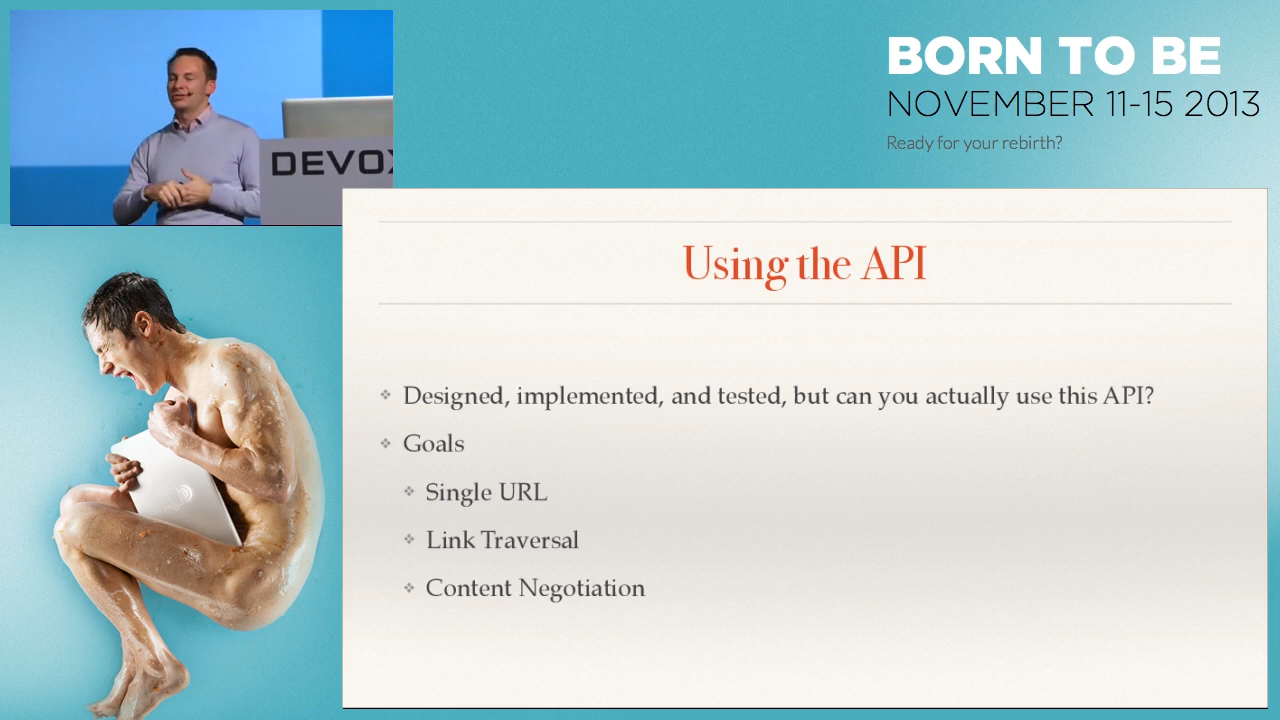 BORN TO BE
NOVEMBER 11-15 2013
Ready for your rebirth?
DEVOX
Using the API
Designed, implemented, and tested, but can you actually use this API?
Goals
Single URL
Link Traversal
Content Negotiation